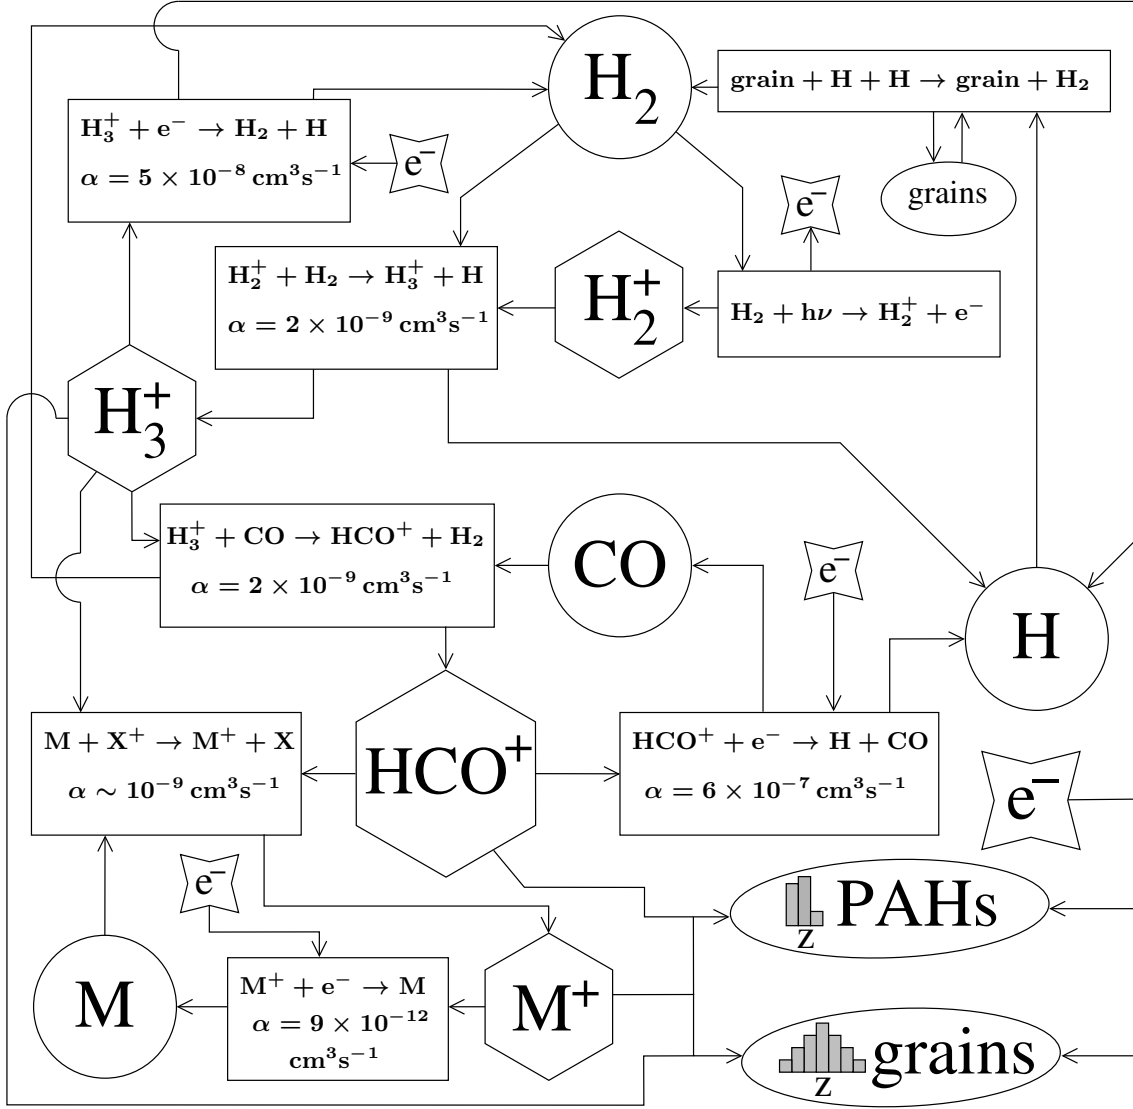 H₂
grain + H + H → grain + H₂
H₃⁺ + e⁻ → H₂ + H
α = 5 × 10⁻⁸ cm³s⁻¹
e⁻
grains
e⁻
H₂⁺ + H₂ → H₃⁺ + H
α = 2 × 10⁻⁹ cm³s⁻¹
H₂⁺
H₂ + hν → H₂⁺ + e⁻
H₃⁺
H₃⁺ + CO → HCO⁺ + H₂
α = 2 × 10⁻⁹ cm³s⁻¹
CO
e⁻
H
M + X⁺ → M⁺ + X
α ∼ 10⁻⁹ cm³s⁻¹
HCO⁺
HCO⁺ + e⁻ → H + CO
α = 6 × 10⁻⁷ cm³s⁻¹
e⁻
e⁻
PAHs
Z
M
M⁺ + e⁻ → M
α = 9 × 10⁻¹²
cm³s⁻¹
M⁺
grains
Z